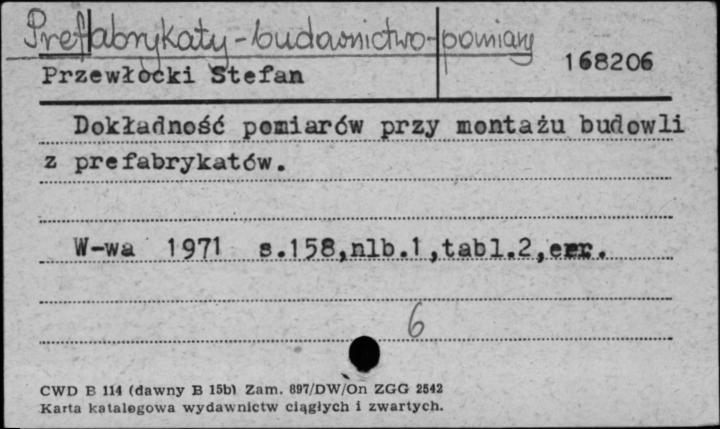 Prefabrykaty - budownictwo - pomiary
Przewłocki Stefan 168206
Dokładność pomiarów przy montażu budowli
z prefabrykatów.
W-wa 1971 s.158,nlb.1,tabl.2,err.
6
CWD B 114 (dawny B 15b) Zam. 897/DW/On ZGG 2542
Karta katalogowa wydawnictw ciągłych i zwartych.